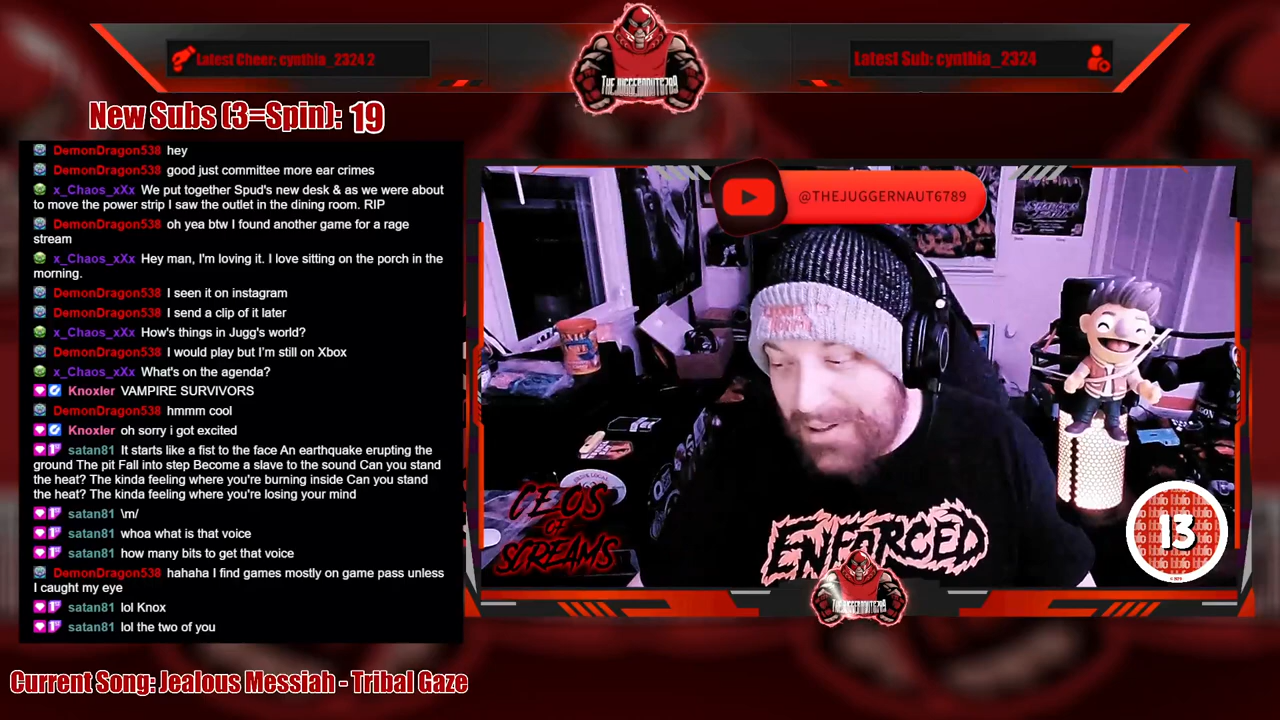 Latest Cheer: cynthia_2324 2
THEJUGGERNAUT6789
Latest Sub: cynthia_2324
New Subs (3=Spin): 19
DemonDragon538 hey
DemonDragon538 good just committee more ear crimes
x_Chaos_xXx We put together Spud's new desk & as we were about
to move the power strip I saw the outlet in the dining room. RIP
DemonDragon538 oh yea btw I found another game for a rage
stream
x_Chaos_xXx Hey man, I'm loving it. I love sitting on the porch in the
morning.
DemonDragon538 I seen it on instagram
DemonDragon538 I send a clip of it later
x_Chaos_xXx How's things in Jugg's world?
DemonDragon538 I would play but I'm still on Xbox
x_Chaos_xXx What's on the agenda?
Knoxler VAMPIRE SURVIVORS
DemonDragon538 hmmm cool
Knoxler oh sorry i got excited
satan81 It starts like a fist to the face An earthquake erupting the
ground The pit Fall into step Become a slave to the sound Can you stand
the heat? The kinda feeling where you're burning inside Can you stand
the heat? The kinda feeling where you're losing your mind
satan81 \m/
satan81 whoa what is that voice
satan81 how many bits to get that voice
DemonDragon538 hahaha I find games mostly on game pass unless
I caught my eye
satan81 lol Knox
satan81 lol the two of you
@THEJUGGERNAUT6789
CEO'S
OF
SCREAMS
ENFORCED
13
THEJUGGERNAUT6789
Current Song: Jealous Messiah - Tribal Gaze